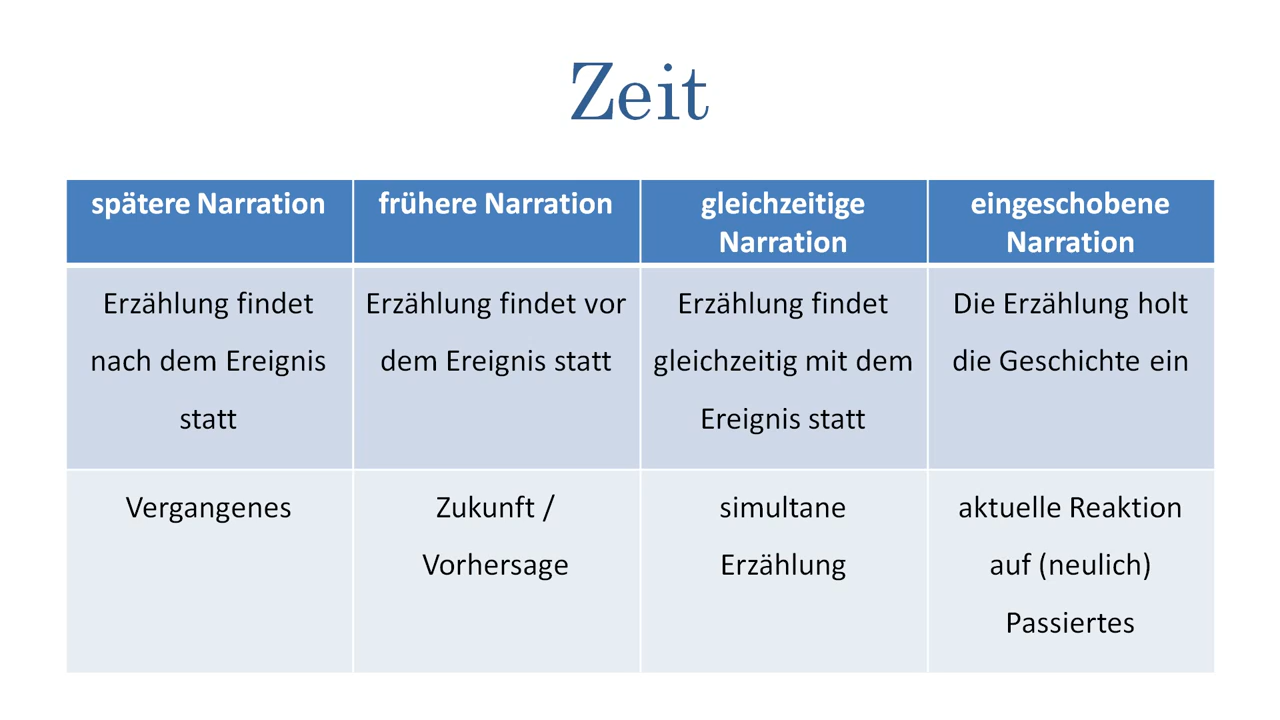 Zeit
spätere Narration
frühere Narration
gleichzeitige
Narration
eingeschobene
Narration
Erzählung findet
nach dem Ereignis
statt
Erzählung findet vor
dem Ereignis statt
Erzählung findet
gleichzeitig mit dem
Ereignis statt
Die Erzählung holt
die Geschichte ein
Vergangenes
Zukunft /
Vorhersage
simultane
Erzählung
aktuelle Reaktion
auf (neulich)
Passiertes